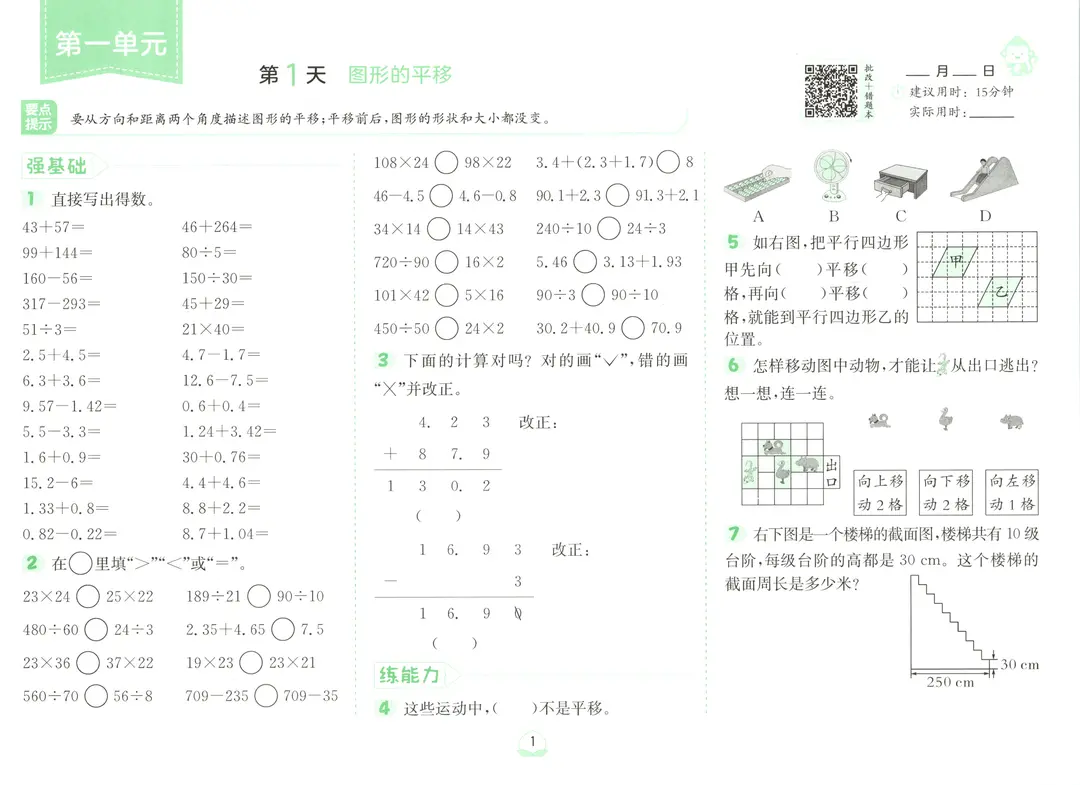 第一单元
第1天 图形的平移
批改+错题本
___月___日
建议用时：15分钟
实际用时：_____
要点提示
要从方向和距离两个角度描述图形的平移；平移前后，图形的形状和大小都没变。
强基础
1 直接写出得数。
43+57= 46+264=
99+144= 80÷5=
160-56= 150÷30=
317-293= 45+29=
51÷3= 21×40=
2.5+4.5= 4.7-1.7=
6.3+3.6= 12.6-7.5=
9.57-1.42= 0.6+0.4=
5.5-3.3= 1.24+3.42=
1.6+0.9= 30+0.76=
15.2-6= 4.4+4.6=
1.33+0.8= 8.8+2.2=
0.82-0.22= 8.7+1.04=
2 在○里填“>”“<”或“=”。
23×24○25×22 189÷21○90÷10
480÷60○24÷3 2.35+4.65○7.5
23×36○37×22 19×23○23×21
560÷70○56÷8 709-235○709-35
108×24○98×22 3.4+(2.3+1.7)○8
46-4.5○4.6-0.8 90.1+2.3○91.3+2.1
34×14○14×43 240÷10○24÷3
720÷90○16×2 5.46○3.13+1.93
101×42○5×16 90÷3○90÷10
450÷50○24×2 30.2+40.9○70.9
3 下面的计算对吗？对的画“✓”，错的画
“×”并改正。
4. 2 3 改正：
+ 8 7. 9
1 3 0. 2
( )
1 6. 9 3 改正：
- 3
1 6. 9 0
( )
练能力
4 这些运动中，( )不是平移。
A B C D
5 如右图，把平行四边形
甲先向( )平移( )
格，再向( )平移( )
格，就能到平行四边形乙的
位置。
甲
乙
6 怎样移动图中动物，才能让 从出口逃出？
想一想，连一连。
出口
向上移动2格
向下移动2格
向左移动1格
7 右下图是一个楼梯的截面图，楼梯共有10级
台阶，每级台阶的高都是30 cm。这个楼梯的
截面周长是多少米？
30 cm
250 cm
1